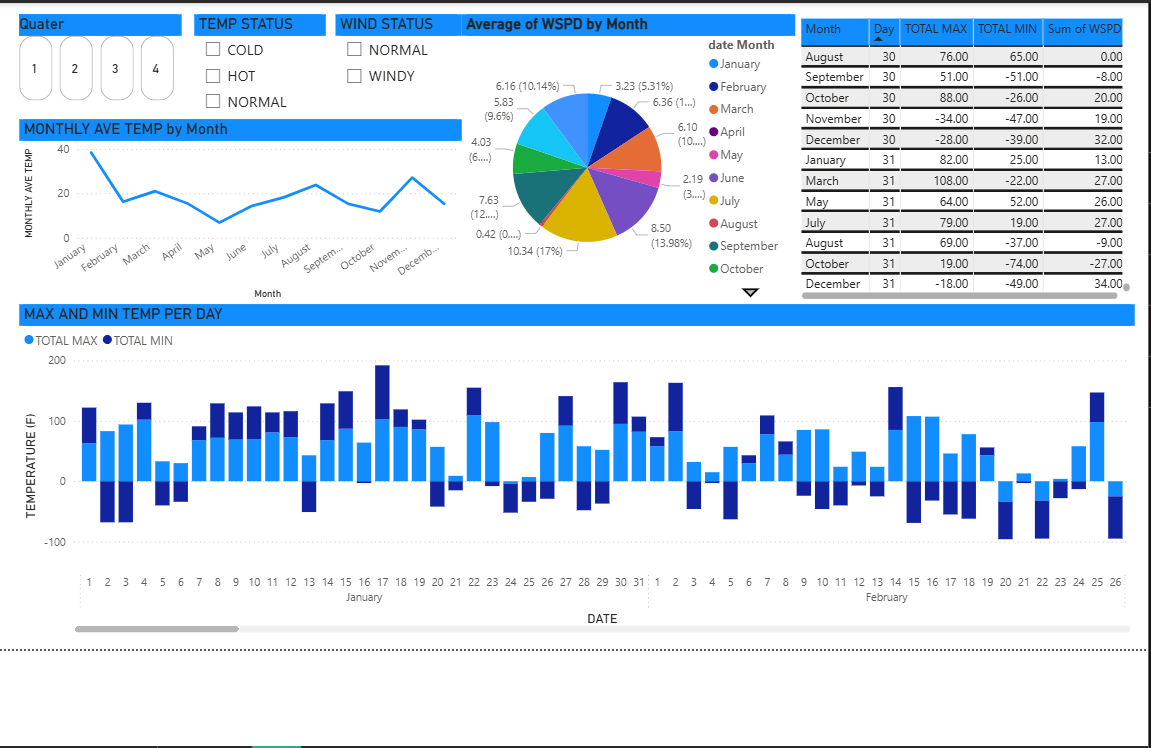 Quater
1
2
3
4
TEMP STATUS
COLD
HOT
NORMAL
WIND STATUS
NORMAL
WINDY
MONTHLY AVE TEMP by Month
MONTHLY AVE TEMP
40
20
0
January
February
March
April
May
June
July
August
Septem...
October
Novem...
Decemb...
Month
Average of WSPD by Month
3.23 (5.31%)
6.36 (1...)
6.10
(10....)
2.19
(3....)
8.50
(13.98%)
10.34 (17%)
0.42 (0....)
7.63
(12....)
4.03
(6....)
5.83
(9.6%)
6.16 (10.14%)
date Month
January
February
March
April
May
June
July
August
September
October
Month Day TOTAL MAX TOTAL MIN Sum of WSPD
August 30 76.00 65.00 0.00
September 30 51.00 -51.00 -8.00
October 30 88.00 -26.00 20.00
November 30 -34.00 -47.00 19.00
December 30 -28.00 -39.00 32.00
January 31 82.00 25.00 13.00
March 31 108.00 -22.00 27.00
May 31 64.00 52.00 26.00
July 31 79.00 19.00 27.00
August 31 69.00 -37.00 -9.00
October 31 19.00 -74.00 -27.00
December 31 -18.00 -49.00 34.00
MAX AND MIN TEMP PER DAY
TOTAL MAX TOTAL MIN
TEMPERATURE (F)
200
100
0
-100
1 2 3 4 5 6 7 8 9 10 11 12 13 14 15 16 17 18 19 20 21 22 23 24 25 26 27 28 29 30 31 1 2 3 4 5 6 7 8 9 10 11 12 13 14 15 16 17 18 19 20 21 22 23 24 25 26
January February
DATE